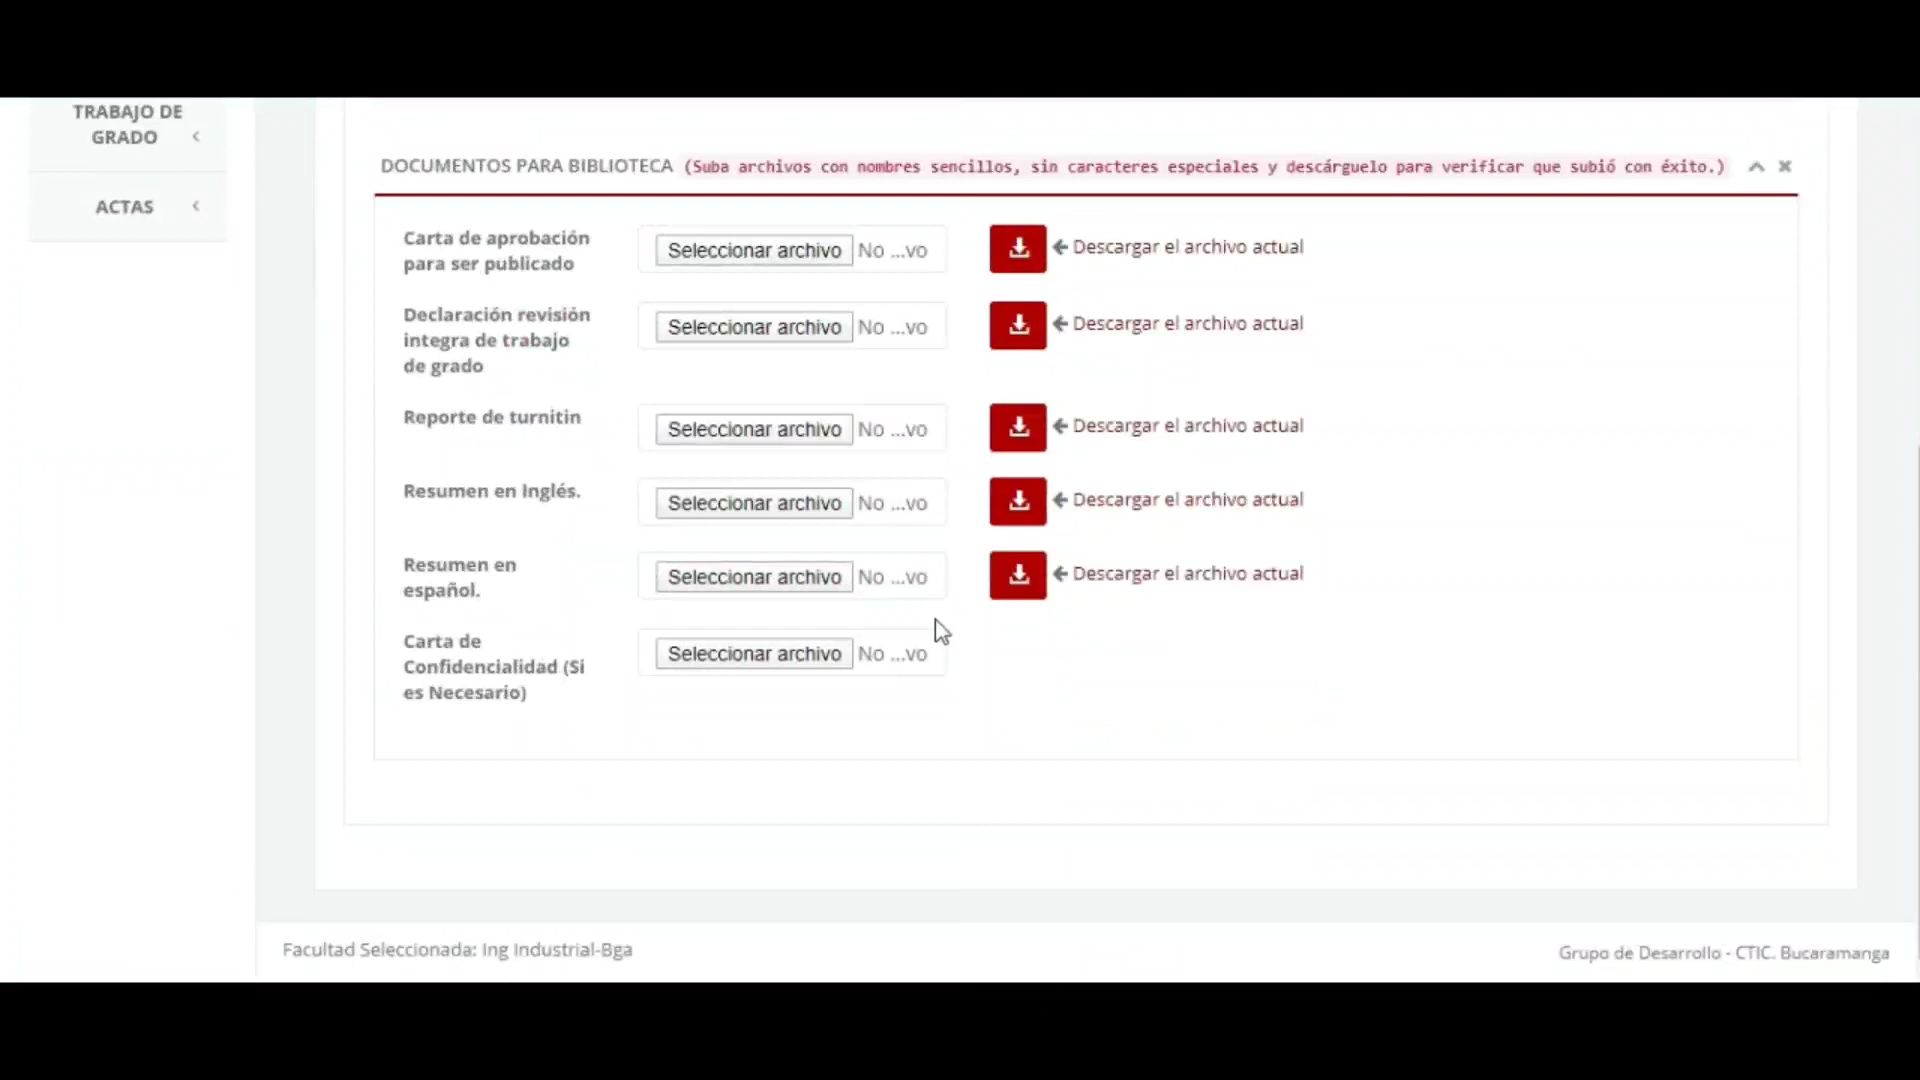 TRABAJO DE
GRADO
ACTAS
DOCUMENTOS PARA BIBLIOTECA (Suba archivos con nombres sencillos, sin caracteres especiales y descárguelo para verificar que subió con éxito.)
Carta de aprobación
para ser publicado
Seleccionar archivo No ...vo
Descargar el archivo actual
Declaración revisión
integra de trabajo
de grado
Seleccionar archivo No ...vo
Descargar el archivo actual
Reporte de turnitin
Seleccionar archivo No ...vo
Descargar el archivo actual
Resumen en Inglés.
Seleccionar archivo No ...vo
Descargar el archivo actual
Resumen en
español.
Seleccionar archivo No ...vo
Descargar el archivo actual
Carta de
Confidencialidad (Si
es Necesario)
Seleccionar archivo No ...vo
Facultad Seleccionada: Ing Industrial-Bga
Grupo de Desarrollo - CTIC. Bucaramanga